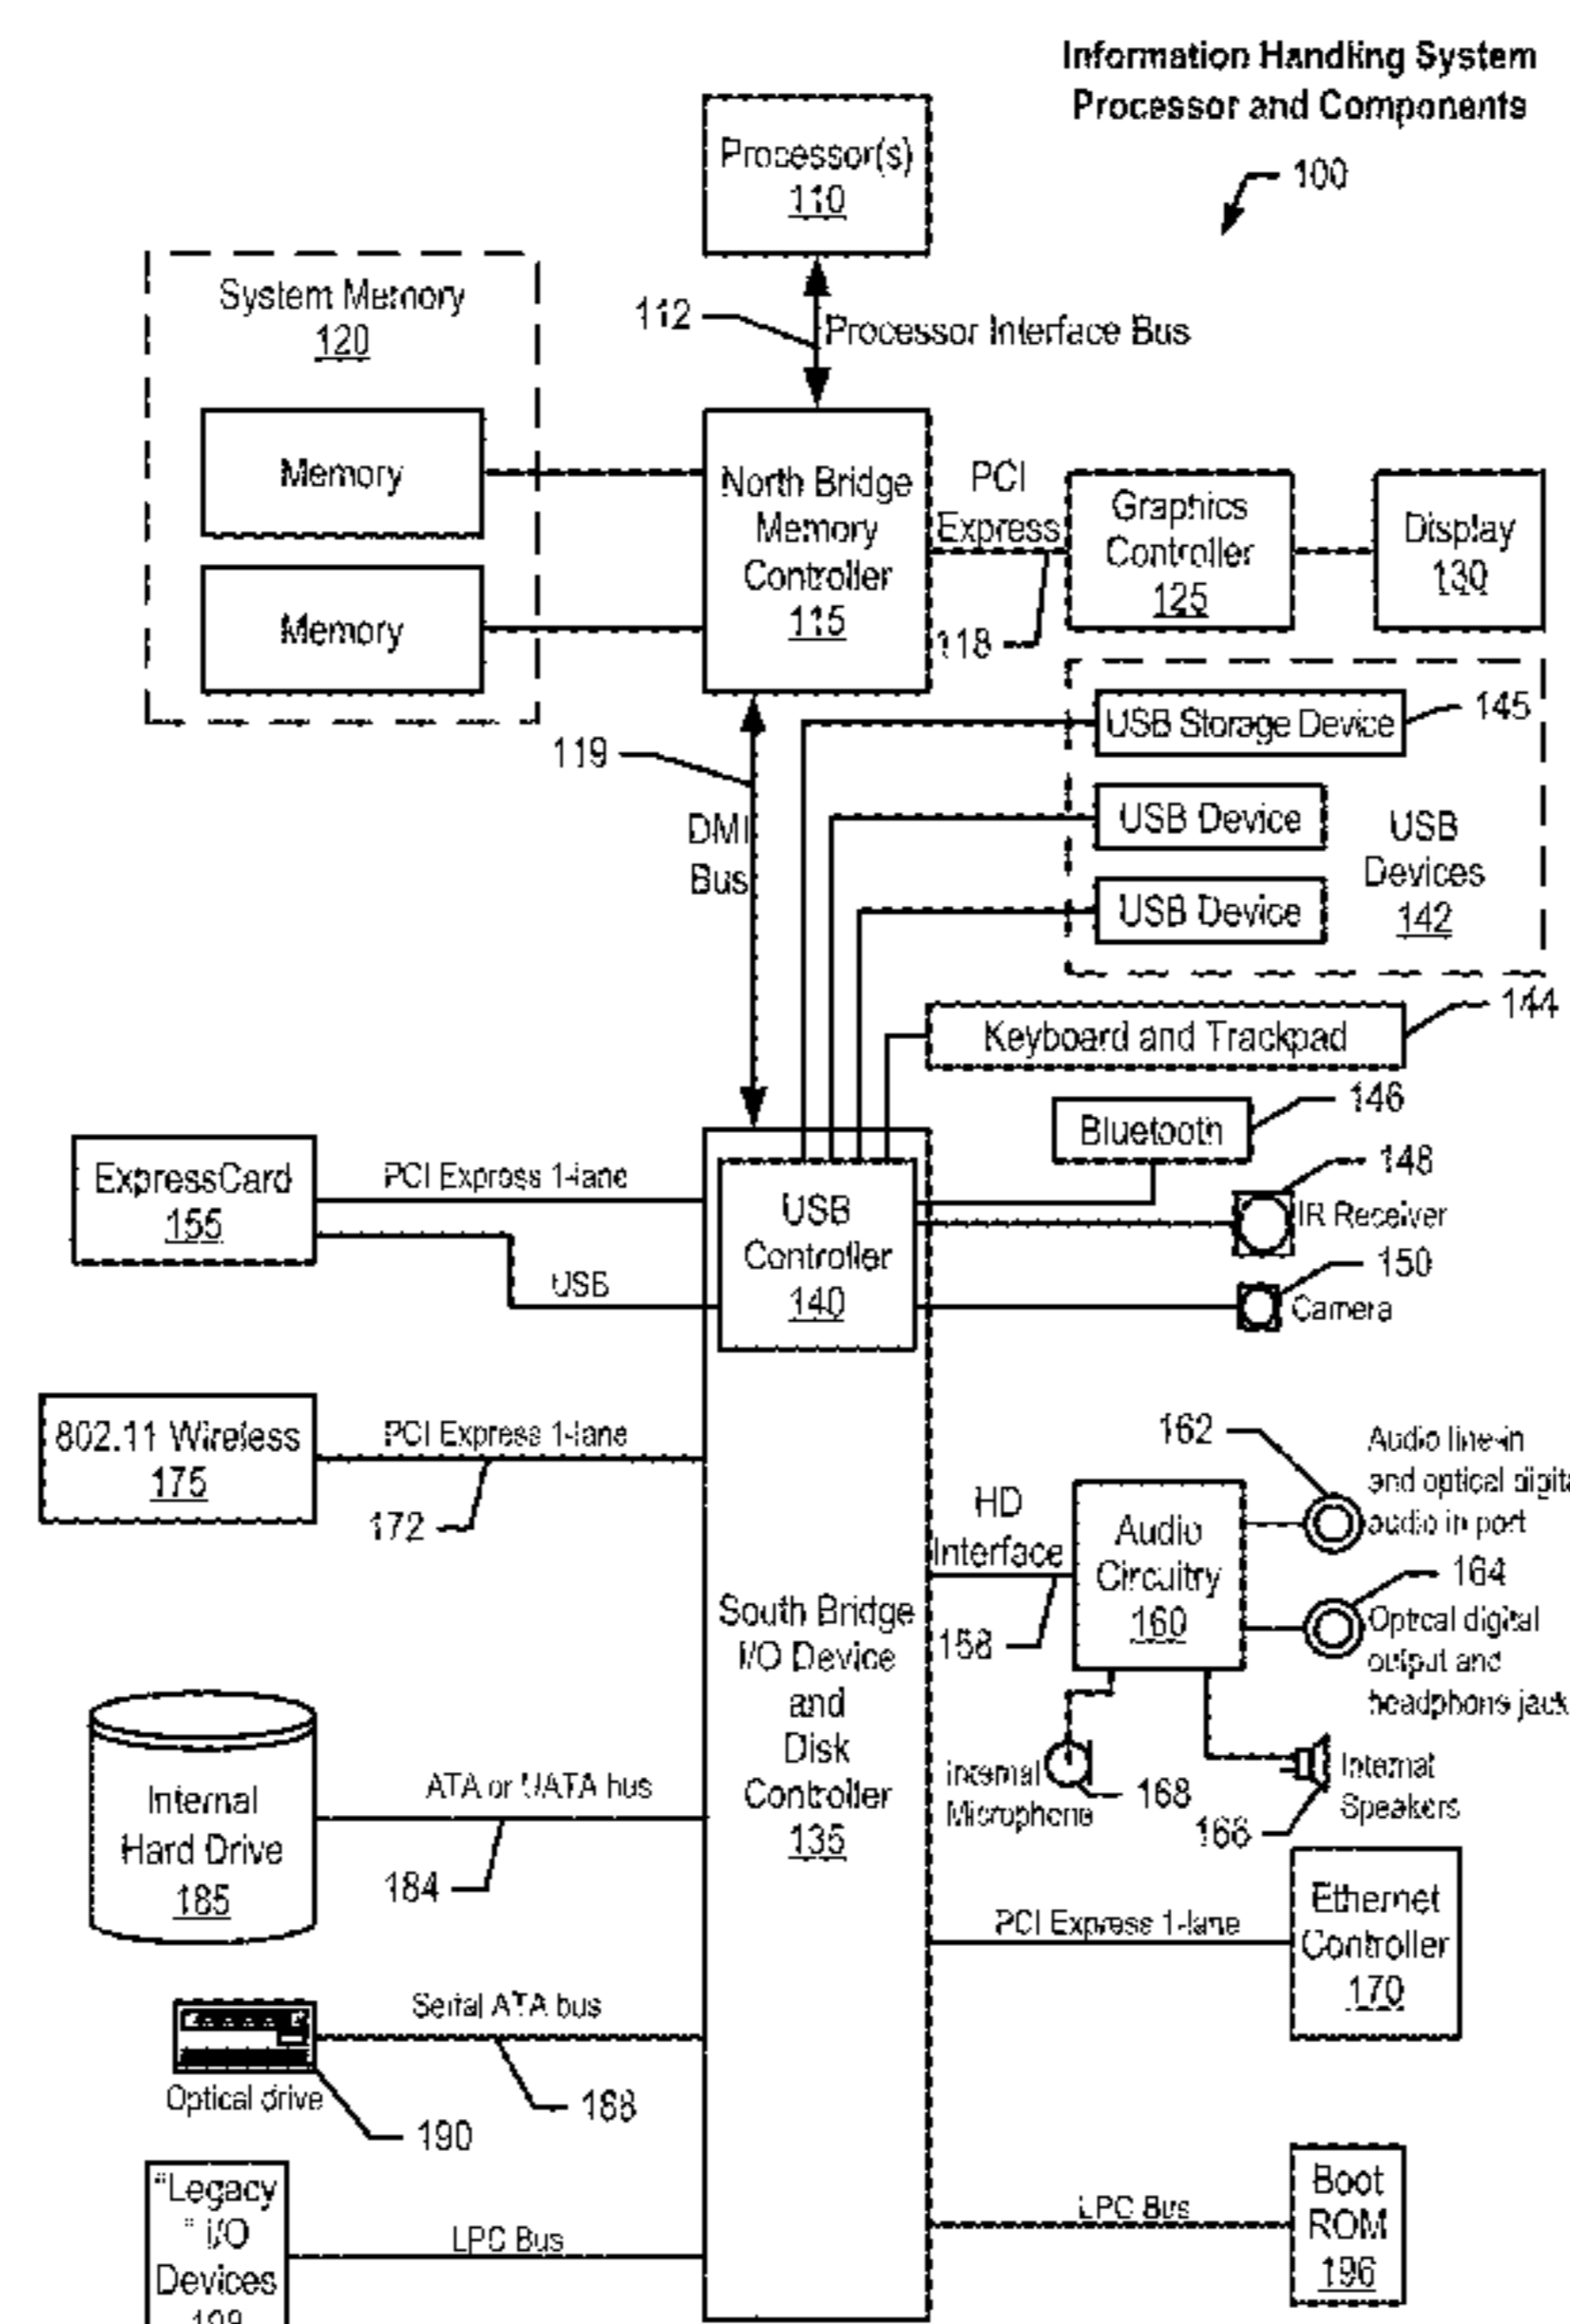 Information Handling System
Processor and Components
100
Processor(s)
110
112
Processor Interface Bus
System Memory
120
Memory
Memory
North Bridge
Memory
Controller
115
PCI
Express
118
Graphics
Controller
125
Display
130
119
DMI
Bus
USB Storage Device
145
USB Device
USB Device
USB
Devices
142
Keyboard and Trackpad
144
Bluetooth
146
148
IR Receiver
150
Camera
ExpressCard
155
PCI Express 1-lane
USB
USB
Controller
140
802.11 Wireless
175
PCI Express 1-lane
172
162
Audio line-in
and optical
audio in port
HD
Interface
158
Audio
Circuitry
160
164
Optical digital
output and
headphone jack
South Bridge
I/O Device
and
Disk
Controller
135
Internal
Microphone
168
166
Internal
Speakers
Internal
Hard Drive
185
ATA or bus
184
PCI Express 1-lane
Ethernet
Controller
170
Serial ATA bus
188
Optical drive
190
"Legacy
" I/O
Devices
LPC Bus
LPC Bus
Boot
ROM
196